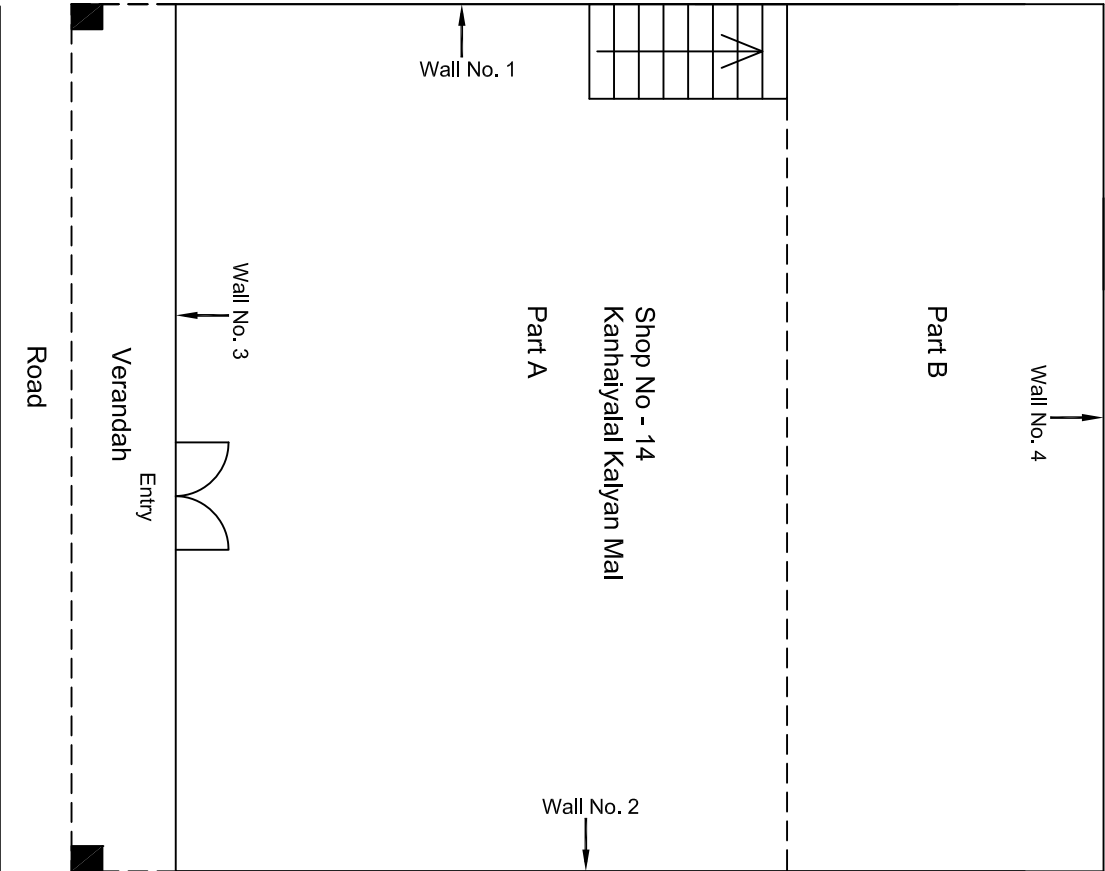 Wall No. 1
Wall No. 4
Part B
Shop No - 14
Kanhaiyalal Kalyan Mal
Part A
Wall No. 3
Entry
Verandah
Road
Wall No. 2